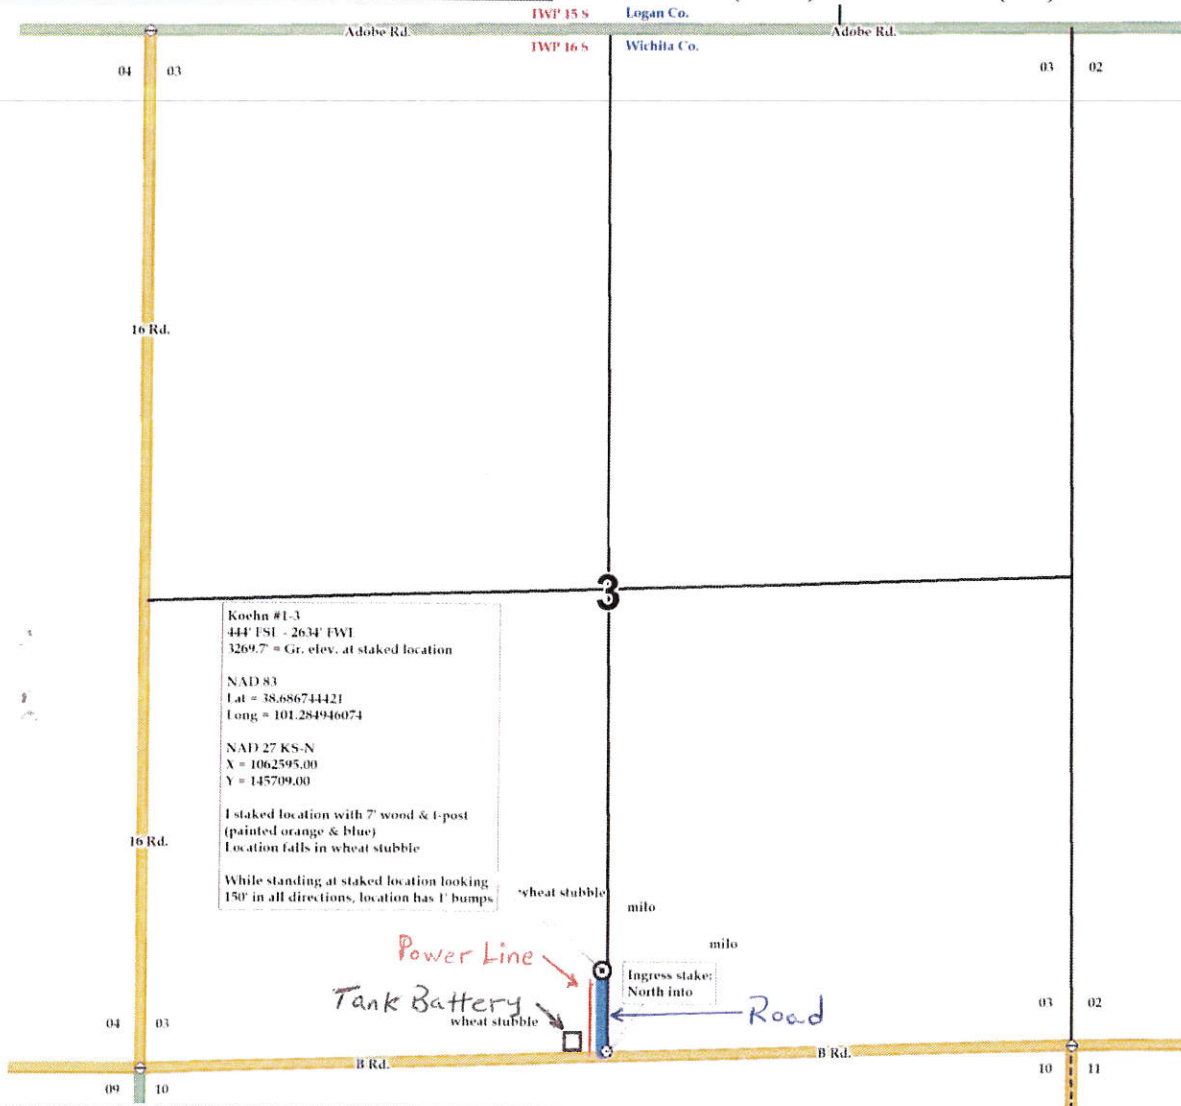 TWP 15 S Logan Co.
Adobe Rd. Adobe Rd.
TWP 16 S Wichita Co.
04 03 03 02
16 Rd.
3
Koehn #1-3
444' FSL - 2634' FWL
3269.7' = Gr. elev. at staked location
NAD 83
Lat = 38.686744421
Long = 101.284946074
NAD 27 KS-N
X = 1062595.00
Y = 145709.00
I staked location with 7' wood & t-post
(painted orange & blue)
Location falls in wheat stubble
While standing at staked location looking
150' in all directions, location has 1' bumps
16 Rd.
wheat stubble
milo
milo
Power Line
Ingress stake:
North into
Tank Battery
Road
wheat stubble
04 03 03 02
B Rd. B Rd.
09 10 10 11